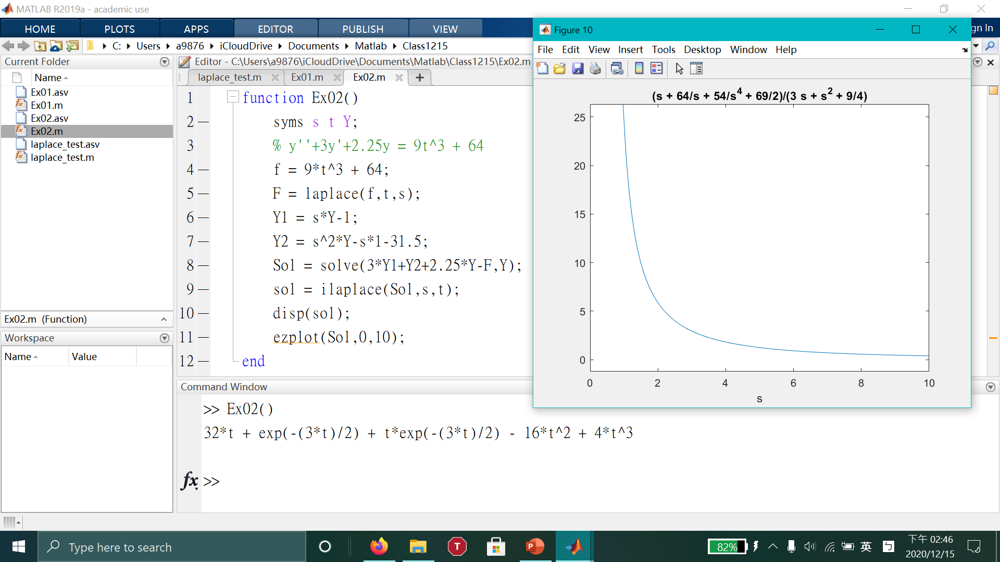 MATLAB R2019a - academic use
HOME PLOTS APPS EDITOR PUBLISH VIEW gn In
C: Users a9876 iCloudDrive Documents Matlab Class1215
Current Folder
Name
Ex01.asv
Ex01.m
Ex02.asv
Ex02.m
laplace_test.asv
laplace_test.m
Ex02.m (Function)
Workspace
Name Value
Editor - C:\Users\a9876\iCloudDrive\Documents\Matlab\Class1215\Ex02.m
laplace_test.m Ex01.m Ex02.m +
1 function Ex02()
2 syms s t Y;
3 % y''+3y'+2.25y = 9t^3 + 64
4 f = 9*t^3 + 64;
5 F = laplace(f,t,s);
6 Y1 = s*Y-1;
7 Y2 = s^2*Y-s*1-31.5;
8 Sol = solve(3*Y1+Y2+2.25*Y-F,Y);
9 sol = ilaplace(Sol,s,t);
10 disp(sol);
11 ezplot(Sol,0,10);
12 end
Command Window
>> Ex02()
32*t + exp(-(3*t)/2) + t*exp(-(3*t)/2) - 16*t^2 + 4*t^3
fx >>
Figure 10
File Edit View Insert Tools Desktop Window Help
(s + 64/s + 54/s^4 + 69/2)/(3 s + s^2 + 9/4)
25
20
15
10
5
0
0 2 4 6 8 10
s
Type here to search
T
P
82%
英
ㄅ
下午 02:46
2020/12/15